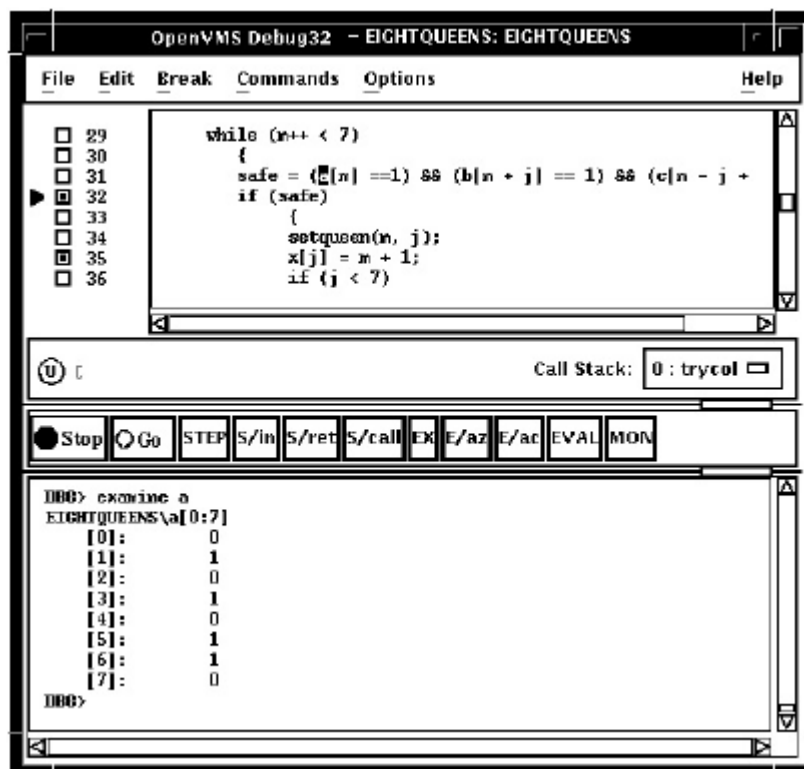 OpenVMS Debug32 - EIGHTQUEENS: EIGHTQUEENS
File Edit Break Commands Options Help
29 while (m++ < 7)
30 {
31 safe = (a[m] ==1) && (b[m + j] == 1) && (c[m - j +
32 if (safe)
33 {
34 setqueen(m, j);
35 x[j] = m + 1;
36 if (j < 7)
U Call Stack: 0 : trycol
Stop Go STEP S/in S/ret S/call EX E/az E/ac EVAL MON
DBG> examine a
EIGHTQUEENS\a[0:7]
[0]: 0
[1]: 1
[2]: 0
[3]: 1
[4]: 0
[5]: 1
[6]: 1
[7]: 0
DBG>